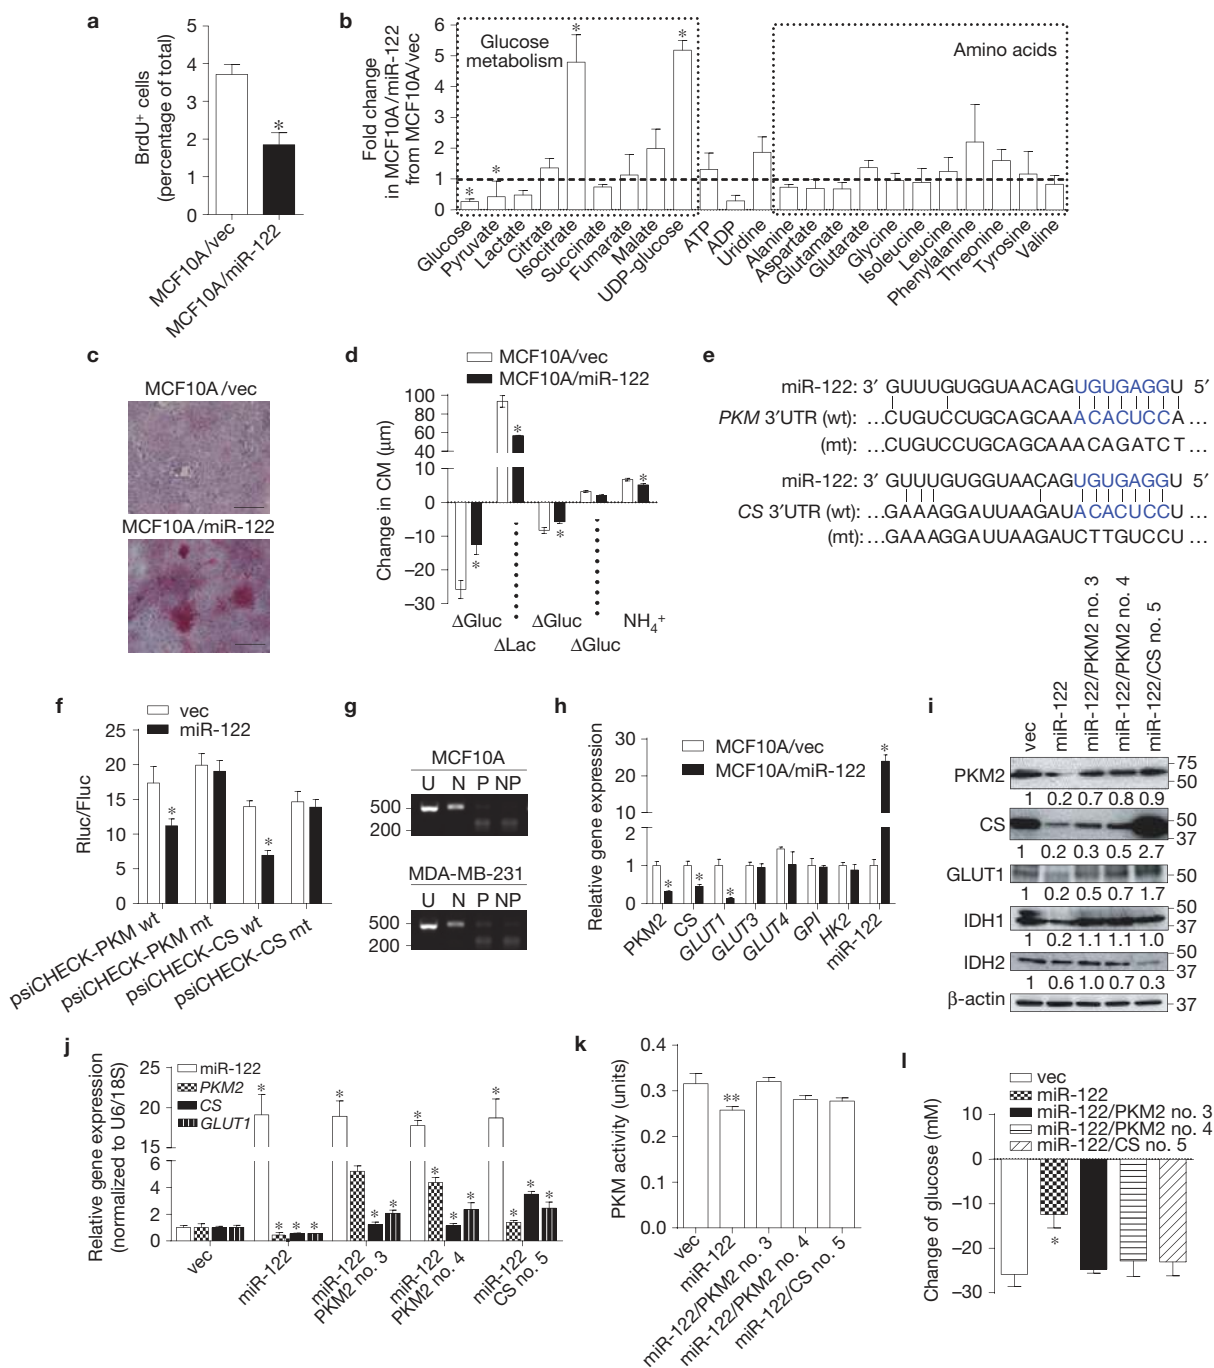 a
BrdU⁺ cells
(percentage of total)
5
4
3
2
1
0
*
MCF10A/vec
MCF10A/miR-122
b
Fold change
in MCF10A/miR-122
from MCF10A/vec
6
5
4
3
2
1
0
Glucose
metabolism
Amino acids
* * * *
Glucose
Pyruvate
Lactate
Citrate
Isocitrate
Succinate
Fumarate
Malate
UDP-glucose
ATP
ADP
Uridine
Alanine
Aspartate
Glutamate
Glutarate
Glycine
Isoleucine
Leucine
Phenylalanine
Threonine
Tyrosine
Valine
c
MCF10A/vec
MCF10A/miR-122
d
MCF10A/vec
MCF10A/miR-122
Change in CM (µm)
100
80
60
40
10
0
−10
−20
−30
* * * *
ΔGluc
ΔLac
ΔGluc
ΔGluc
NH₄⁺
e
miR-122: 3′ GUUUGUGGUAACAGUGUGAGGU 5′
PKM 3′UTR (wt): ...CUGUCCUGCAGCAAACACUCCA...
(mt): ...CUGUCCUGCAGCAAACAGATCT...
miR-122: 3′ GUUUGUGGUAACAGUGUGAGGU 5′
CS 3′UTR (wt): ...GAAAGGAUUAAGAUACACUCCU...
(mt): ...GAAAGGAUUAAGAUCTTGUCCU...
f
vec
miR-122
Rluc/Fluc
25
20
15
10
5
0
* *
psiCHECK-PKM wt
psiCHECK-PKM mt
psiCHECK-CS wt
psiCHECK-CS mt
g
MCF10A
U N P NP
500
200
MDA-MB-231
U N P NP
500
200
h
MCF10A/vec
MCF10A/miR-122
Relative gene expression
30
20
10
2
1
0
* * * *
PKM2
CS
GLUT1
GLUT3
GLUT4
GPI
HK2
miR-122
i
vec
miR-122
miR-122/PKM2 no. 3
miR-122/PKM2 no. 4
miR-122/CS no. 5
PKM2 75
50
1 0.2 0.7 0.8 0.9
CS 50
37
1 0.2 0.3 0.5 2.7
GLUT1 50
1 0.2 0.5 0.7 1.7
IDH1 50
37
1 0.2 1.1 1.1 1.0
IDH2 37
1 0.6 1.0 0.7 0.3
β-actin 37
j
miR-122
PKM2
CS
GLUT1
Relative gene expression
(normalized to U6/18S)
25
20
15
6
4
2
0
* * * *
* * * * * * * * * * *
vec
miR-122
miR-122
PKM2 no. 3
miR-122
PKM2 no. 4
miR-122
CS no. 5
k
PKM activity (units)
0.4
0.3
0.2
0.1
0.0
**
vec
miR-122
miR-122/PKM2 no. 3
miR-122/PKM2 no. 4
miR-122/CS no. 5
l
vec
miR-122
miR-122/PKM2 no. 3
miR-122/PKM2 no. 4
miR-122/CS no. 5
Change of glucose (mM)
10
0
−10
−20
−30
*